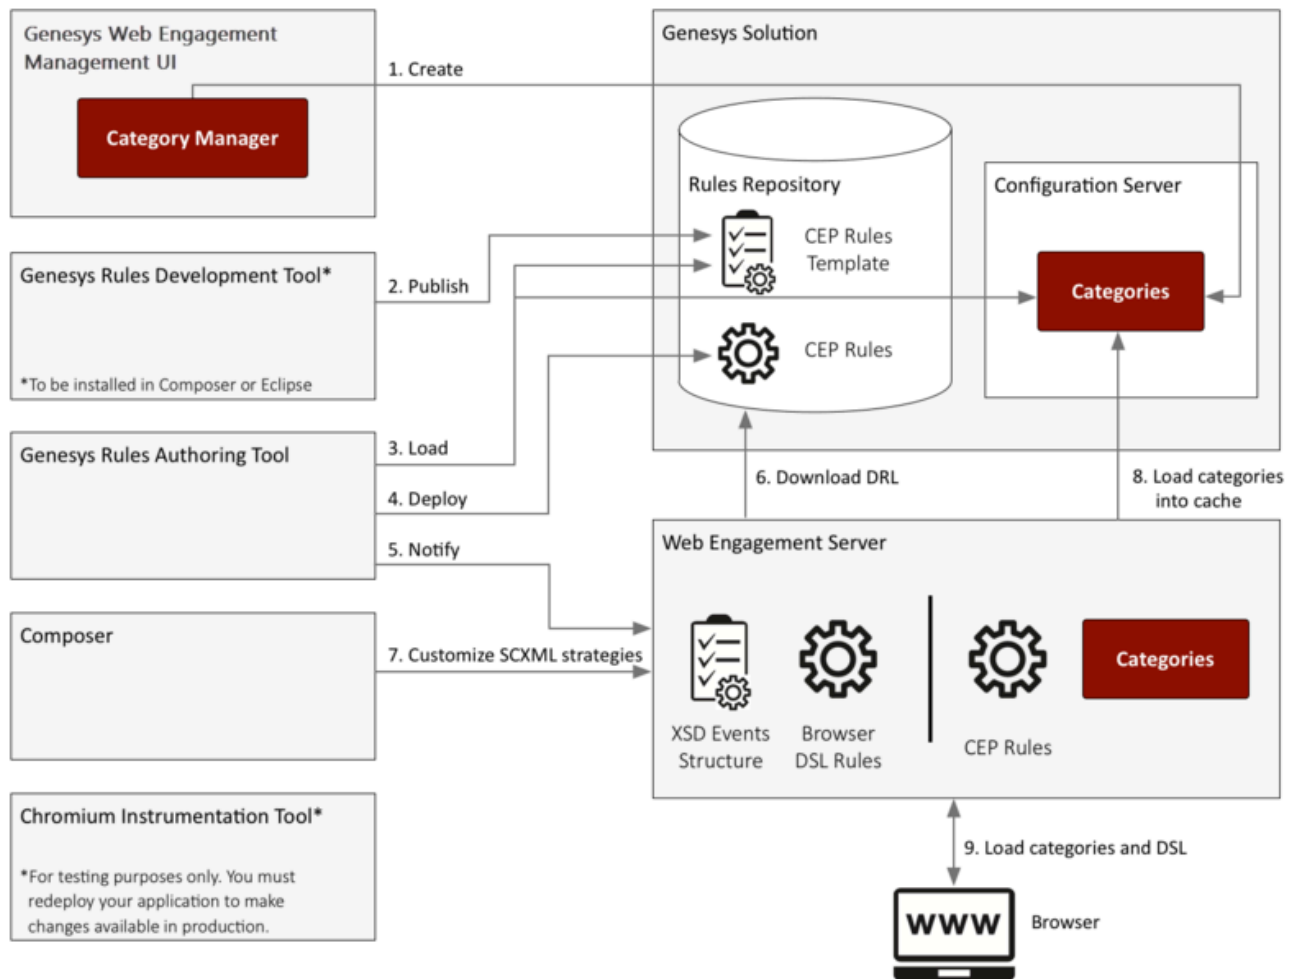 Genesys Web Engagement
Management UI
Category Manager
1. Create
Genesys Solution
Rules Repository
CEP Rules
Template
CEP Rules
Configuration Server
Categories
Genesys Rules Development Tool*
*To be installed in Composer or Eclipse
2. Publish
Genesys Rules Authoring Tool
3. Load
4. Deploy
5. Notify
6. Download DRL
8. Load categories
into cache
Composer
7. Customize SCXML strategies
Web Engagement Server
XSD Events
Structure
Browser
DSL Rules
CEP Rules
Categories
Chromium Instrumentation Tool*
*For testing purposes only. You must
redeploy your application to make
changes available in production.
9. Load categories and DSL
WWW
Browser